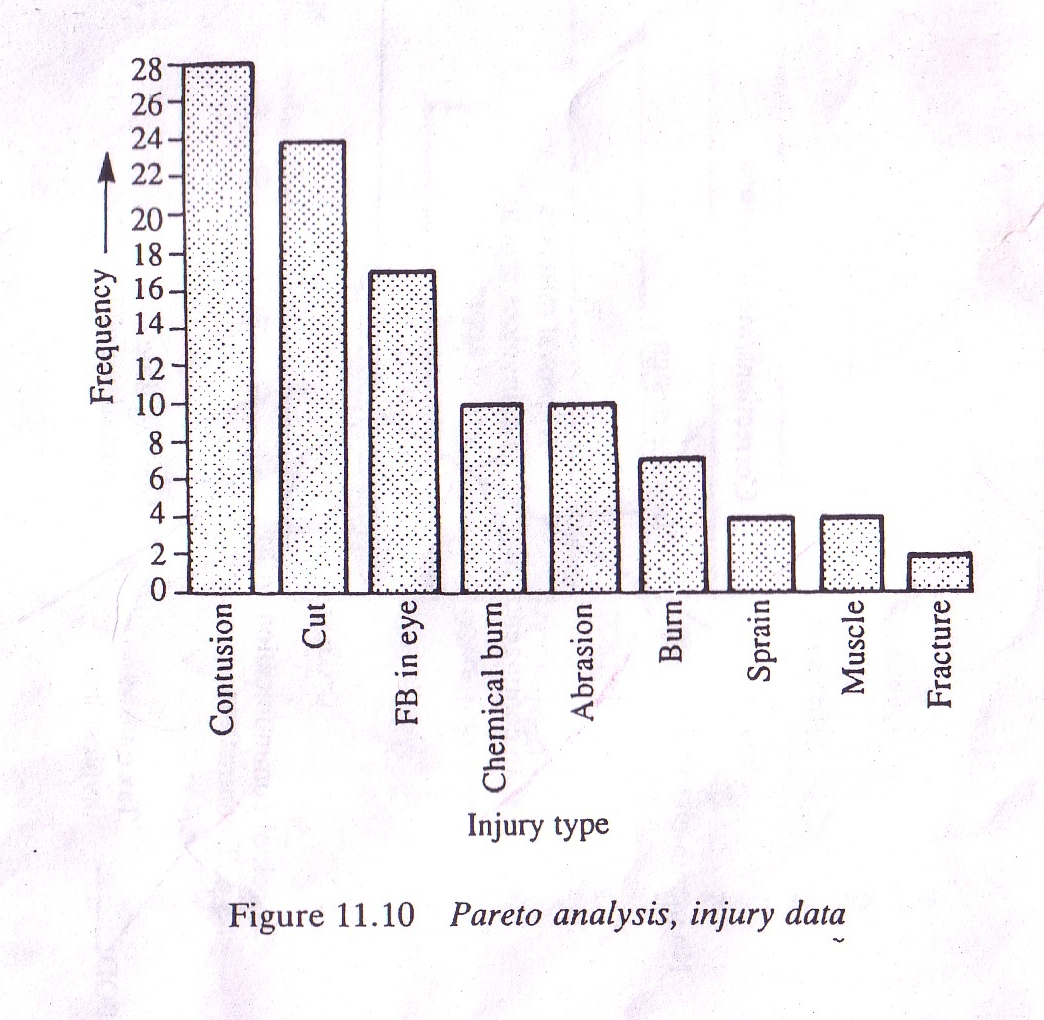 28
26
24
22
20
18
16
14
12
10
8
6
4
2
0
Frequency
Contusion
Cut
FB in eye
Chemical burn
Abrasion
Burn
Sprain
Muscle
Fracture
Injury type
Figure 11.10 Pareto analysis, injury data